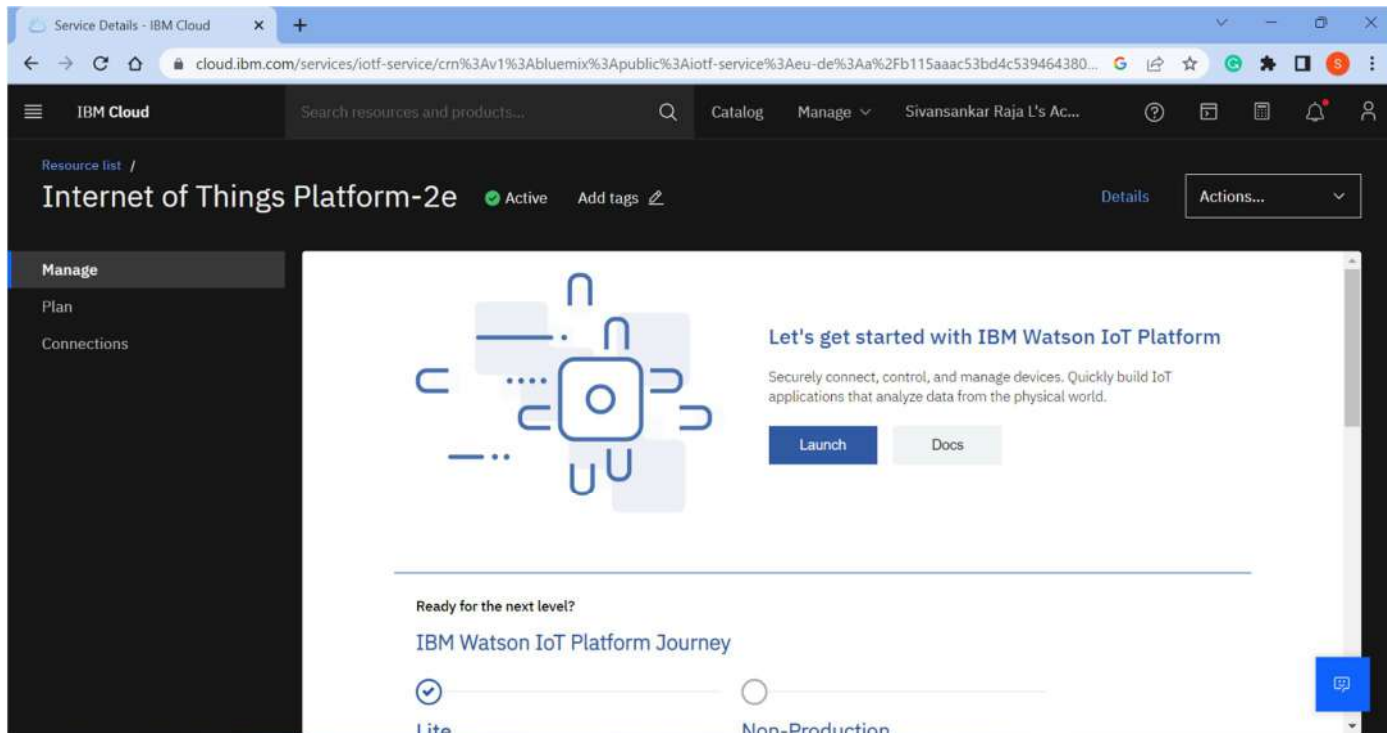 Service Details - IBM Cloud
cloud.ibm.com/services/iotf-service/crn%3Av1%3Abluemix%3Apublic%3Aiotf-service%3Aeu-de%3Aa%2Fb115aaac53bd4c539464380...
IBM Cloud
Search resources and products...
Catalog
Manage
Sivansankar Raja L's Ac...
Resource list /
Internet of Things Platform-2e
Active
Add tags
Details
Actions...
Manage
Plan
Connections
Let's get started with IBM Watson IoT Platform
Securely connect, control, and manage devices. Quickly build IoT
applications that analyze data from the physical world.
Launch
Docs
Ready for the next level?
IBM Watson IoT Platform Journey
Lite
Non-Production